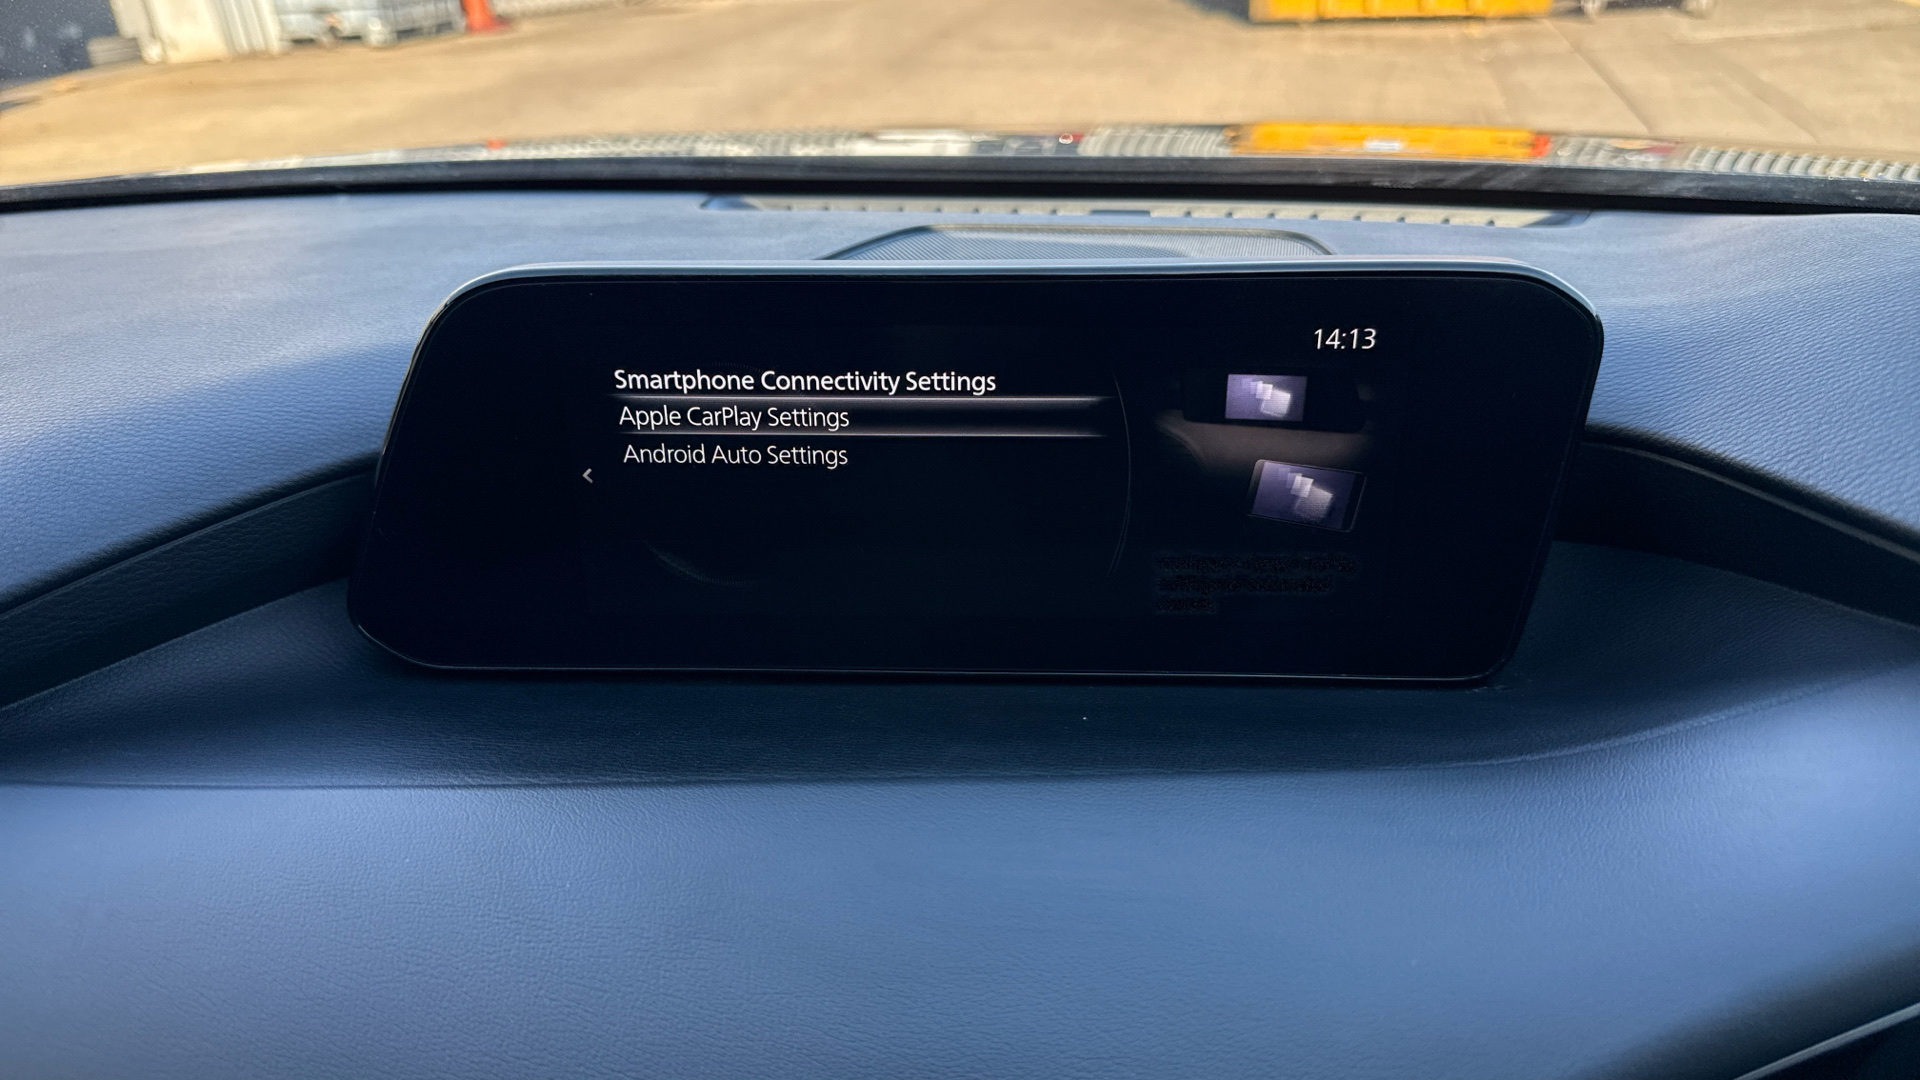 14:13
Smartphone Connectivity Settings
Apple CarPlay Settings
Android Auto Settings